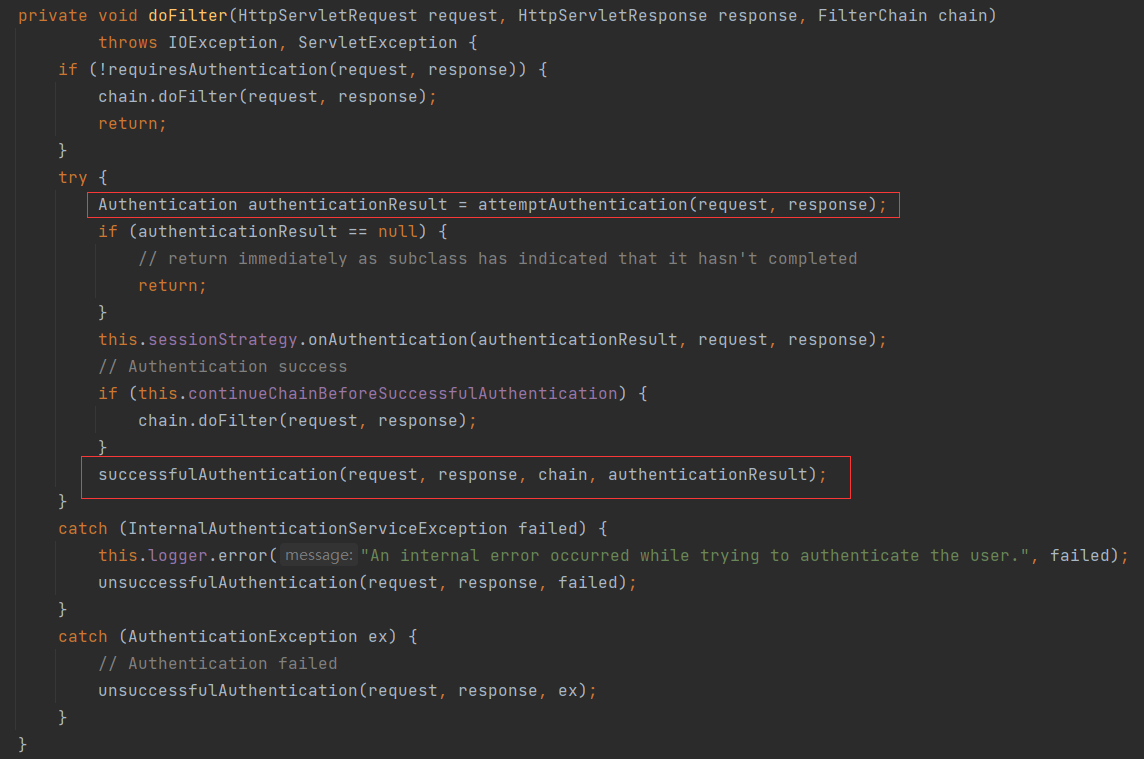 private void doFilter(HttpServletRequest request, HttpServletResponse response, FilterChain chain)
        throws IOException, ServletException {
    if (!requiresAuthentication(request, response)) {
        chain.doFilter(request, response);
        return;
    }
    try {
        Authentication authenticationResult = attemptAuthentication(request, response);
        if (authenticationResult == null) {
            // return immediately as subclass has indicated that it hasn't completed
            return;
        }
        this.sessionStrategy.onAuthentication(authenticationResult, request, response);
        // Authentication success
        if (this.continueChainBeforeSuccessfulAuthentication) {
            chain.doFilter(request, response);
        }
        successfulAuthentication(request, response, chain, authenticationResult);
    }
    catch (InternalAuthenticationServiceException failed) {
        this.logger.error( message: "An internal error occurred while trying to authenticate the user.", failed);
        unsuccessfulAuthentication(request, response, failed);
    }
    catch (AuthenticationException ex) {
        // Authentication failed
        unsuccessfulAuthentication(request, response, ex);
    }
}